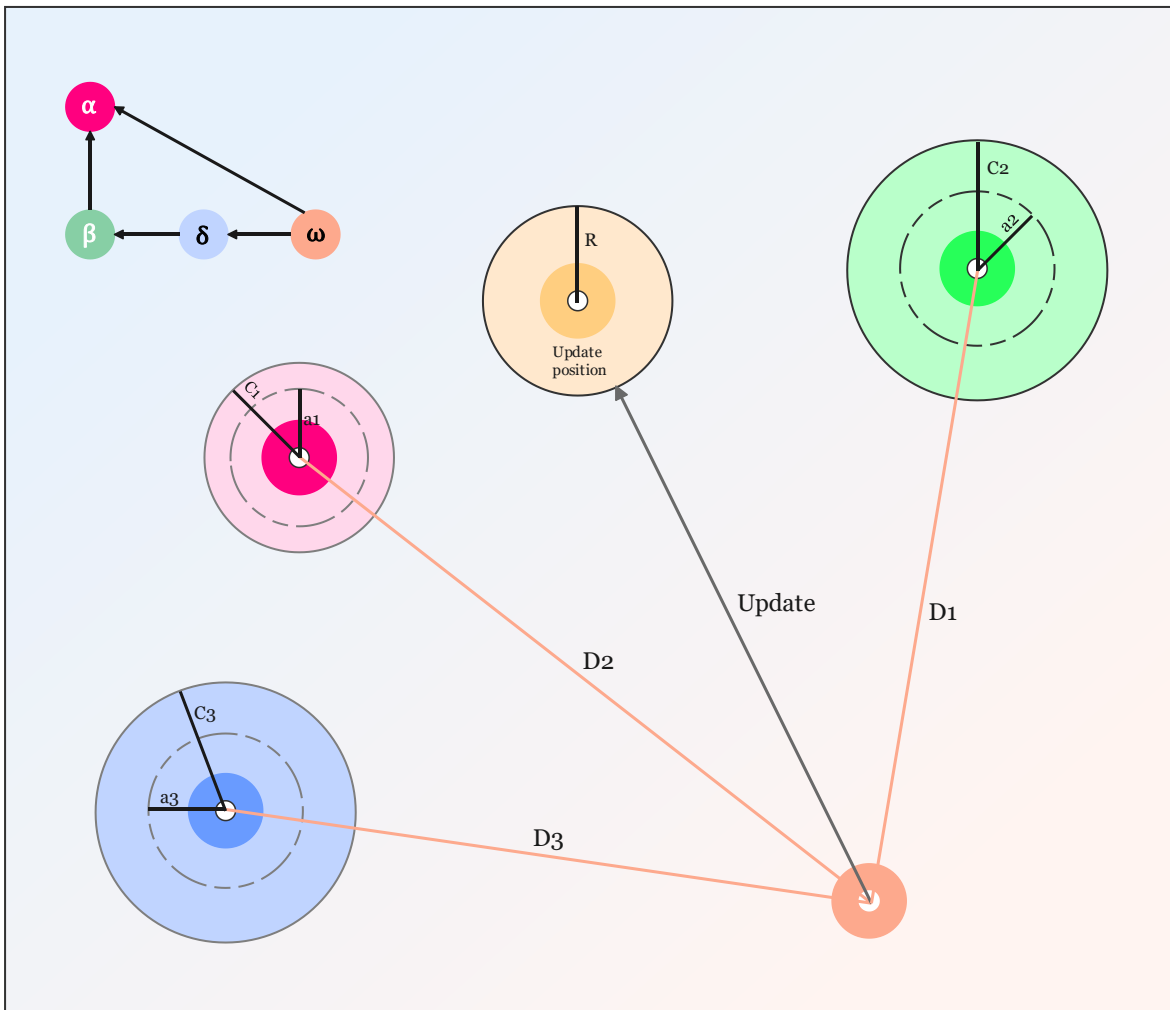 α
β
δ
ω
C2
a2
R
Update
position
C1
a1
Update
D1
D2
C3
a3
D3